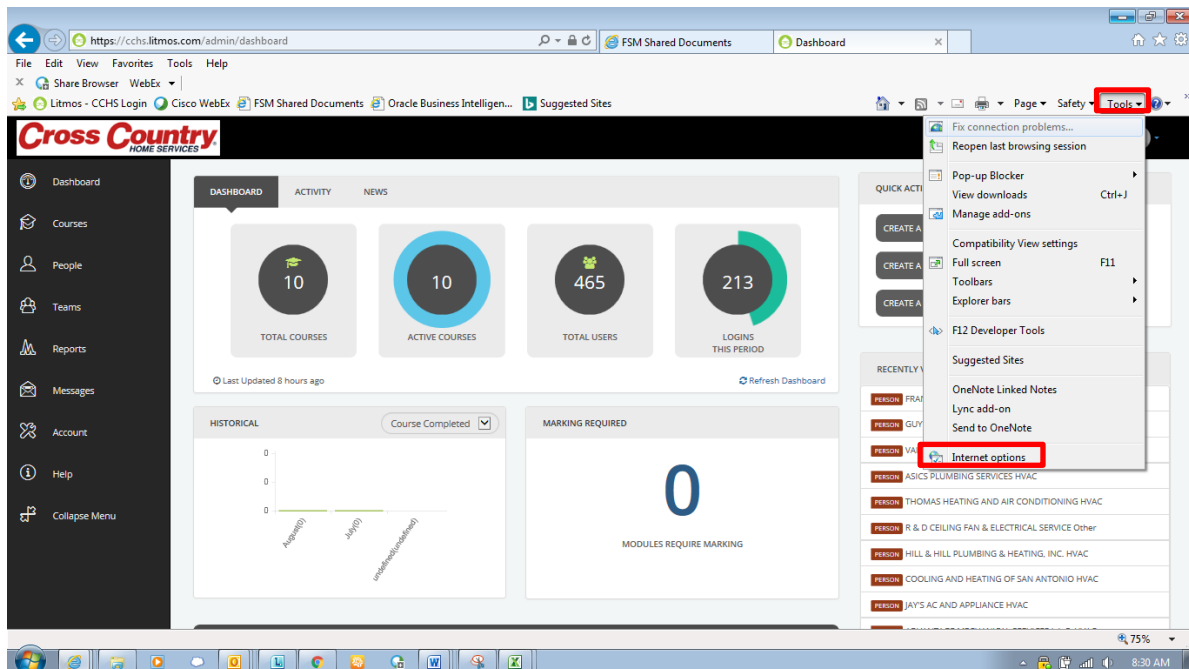 https://cchs.litmos.com/admin/dashboard
FSM Shared Documents
Dashboard
File Edit View Favorites Tools Help
Share Browser WebEx
Litmos - CCHS Login Cisco WebEx FSM Shared Documents Oracle Business Intelligen... Suggested Sites
Page Safety Tools
Cross Country
HOME SERVICES
Dashboard
Courses
People
Teams
Reports
Messages
Account
Help
Collapse Menu
DASHBOARD ACTIVITY NEWS
10
TOTAL COURSES
10
ACTIVE COURSES
465
TOTAL USERS
213
LOGINS
THIS PERIOD
Last Updated 8 hours ago
Refresh Dashboard
HISTORICAL
Course Completed
0
0
0
August(0)
July(0)
undefined(undefined)
MARKING REQUIRED
0
MODULES REQUIRE MARKING
QUICK ACTI
CREATE A
CREATE A
CREATE A
Fix connection problems...
Reopen last browsing session
Pop-up Blocker
View downloads Ctrl+J
Manage add-ons
Compatibility View settings
Full screen F11
Toolbars
Explorer bars
F12 Developer Tools
Suggested Sites
OneNote Linked Notes
Lync add-on
Send to OneNote
Internet options
RECENTLY
PERSON FRA
PERSON GUY
PERSON VA
PERSON ASICS PLUMBING SERVICES HVAC
PERSON THOMAS HEATING AND AIR CONDITIONING HVAC
PERSON R & D CEILING FAN & ELECTRICAL SERVICE Other
PERSON HILL & HILL PLUMBING & HEATING, INC. HVAC
PERSON COOLING AND HEATING OF SAN ANTONIO HVAC
PERSON JAY'S AC AND APPLIANCE HVAC
75%
8:30 AM